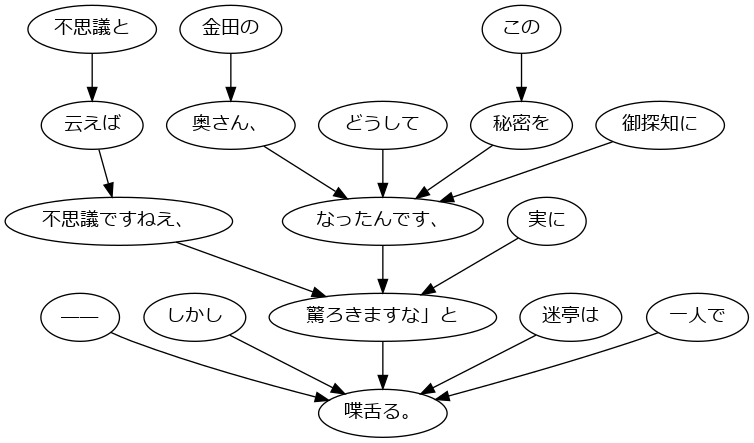 不思議と 金田の この
云えば 奥さん、 どうして 秘密を 御探知に
不思議ですねえ、 なったんです、 実に
—— しかし 驚ろきますな」と 迷亭は 一人で
喋舌る。